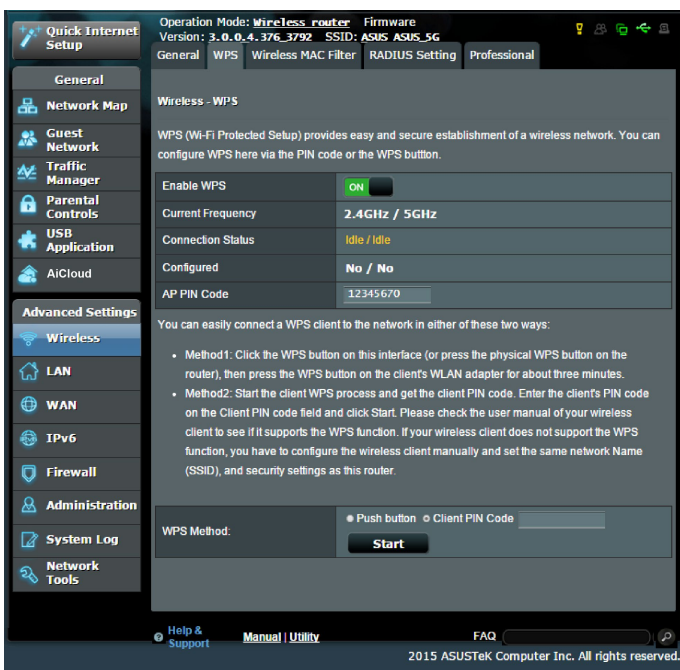 Quick Internet Setup
Operation Mode: Wireless router Firmware
Version: 3.0.0.4.376_3792 SSID: ASUS ASUS_5G
General WPS Wireless MAC Filter RADIUS Setting Professional
General
Network Map
Guest Network
Traffic Manager
Parental Controls
USB Application
AiCloud
Advanced Settings
Wireless
LAN
WAN
IPv6
Firewall
Administration
System Log
Network Tools
Wireless - WPS
WPS (Wi-Fi Protected Setup) provides easy and secure establishment of a wireless network. You can
configure WPS here via the PIN code or the WPS buttton.
Enable WPS ON
Current Frequency 2.4GHz / 5GHz
Connection Status Idle / Idle
Configured No / No
AP PIN Code 12345670
You can easily connect a WPS client to the network in either of these two ways:
• Method1: Click the WPS button on this interface (or press the physical WPS button on the
router), then press the WPS button on the client's WLAN adapter for about three minutes.
• Method2: Start the client WPS process and get the client PIN code. Enter the client's PIN code
on the Client PIN code field and click Start. Please check the user manual of your wireless
client to see if it supports the WPS function. If your wireless client does not support the WPS
function, you have to configure the wireless client manually and set the same network Name
(SSID), and security settings as this router.
WPS Method: Push button Client PIN Code
Start
Help & Support Manual | Utility FAQ
2015 ASUSTeK Computer Inc. All rights reserved.